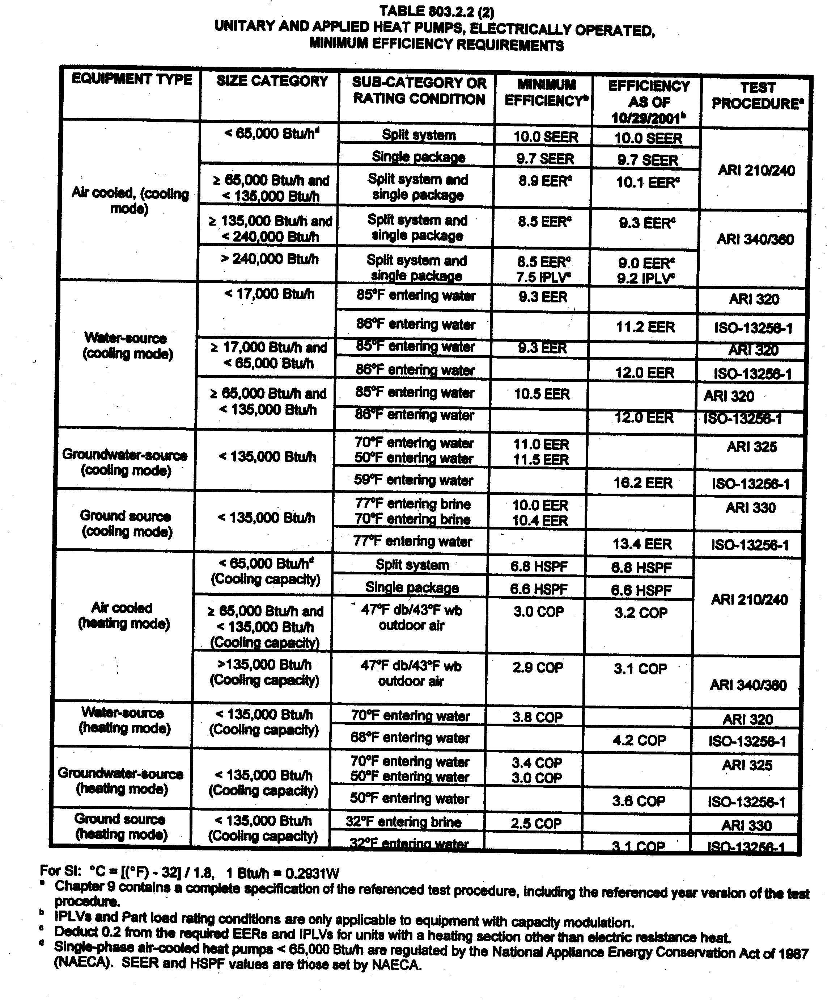 TABLE 803.2.2 (2)
UNITARY AND APPLIED HEAT PUMPS, ELECTRICALLY OPERATED,
MINIMUM EFFICIENCY REQUIREMENTS
EQUIPMENT TYPE SIZE CATEGORY SUB-CATEGORY OR RATING CONDITION MINIMUM EFFICIENCYᵇ EFFICIENCY AS OF 10/29/2001ᵇ TEST PROCEDUREᵃ
Air cooled, (cooling mode) < 65,000 Btu/hᵈ Split system 10.0 SEER 10.0 SEER ARI 210/240
Single package 9.7 SEER 9.7 SEER
≥ 65,000 Btu/h and < 135,000 Btu/h Split system and single package 8.9 EERᶜ 10.1 EERᶜ
≥ 135,000 Btu/h and < 240,000 Btu/h Split system and single package 8.5 EERᶜ 9.3 EERᶜ ARI 340/360
> 240,000 Btu/h Split system and single package 8.5 EERᶜ 9.0 EERᶜ
7.5 IPLVᶜ 9.2 IPLVᶜ
Water-source (cooling mode) < 17,000 Btu/h 85°F entering water 9.3 EER ARI 320
86°F entering water 11.2 EER ISO-13256-1
≥ 17,000 Btu/h and < 65,000 Btu/h 85°F entering water 9.3 EER ARI 320
86°F entering water 12.0 EER ISO-13256-1
≥ 65,000 Btu/h and < 135,000 Btu/h 85°F entering water 10.5 EER ARI 320
86°F entering water 12.0 EER ISO-13256-1
Groundwater-source (cooling mode) < 135,000 Btu/h 70°F entering water 11.0 EER ARI 325
50°F entering water 11.5 EER
59°F entering water 16.2 EER ISO-13256-1
Ground source (cooling mode) < 135,000 Btu/h 77°F entering brine 10.0 EER ARI 330
70°F entering brine 10.4 EER
77°F entering water 13.4 EER ISO-13256-1
Air cooled (heating mode) < 65,000 Btu/hᵈ (Cooling capacity) Split system 6.8 HSPF 6.8 HSPF ARI 210/240
Single package 6.6 HSPF 6.6 HSPF
≥ 65,000 Btu/h and < 135,000 Btu/h (Cooling capacity) 47°F db/43°F wb outdoor air 3.0 COP 3.2 COP
>135,000 Btu/h (Cooling capacity) 47°F db/43°F wb outdoor air 2.9 COP 3.1 COP ARI 340/360
Water-source (heating mode) < 135,000 Btu/h (Cooling capacity) 70°F entering water 3.8 COP ARI 320
68°F entering water 4.2 COP ISO-13256-1
Groundwater-source (heating mode) < 135,000 Btu/h (Cooling capacity) 70°F entering water 3.4 COP ARI 325
50°F entering water 3.0 COP
50°F entering water 3.6 COP ISO-13256-1
Ground source (heating mode) < 135,000 Btu/h (Cooling capacity) 32°F entering brine 2.5 COP ARI 330
32°F entering water 3.1 COP ISO-13256-1
For SI: °C = [(°F) - 32] / 1.8, 1 Btu/h = 0.2931W
ᵃ Chapter 9 contains a complete specification of the referenced test procedure, including the referenced year version of the test
procedure.
ᵇ IPLVs and Part load rating conditions are only applicable to equipment with capacity modulation.
ᶜ Deduct 0.2 from the required EERs and IPLVs for units with a heating section other than electric resistance heat.
ᵈ Single-phase air-cooled heat pumps < 65,000 Btu/h are regulated by the National Appliance Energy Conservation Act of 1987
(NAECA). SEER and HSPF values are those set by NAECA.